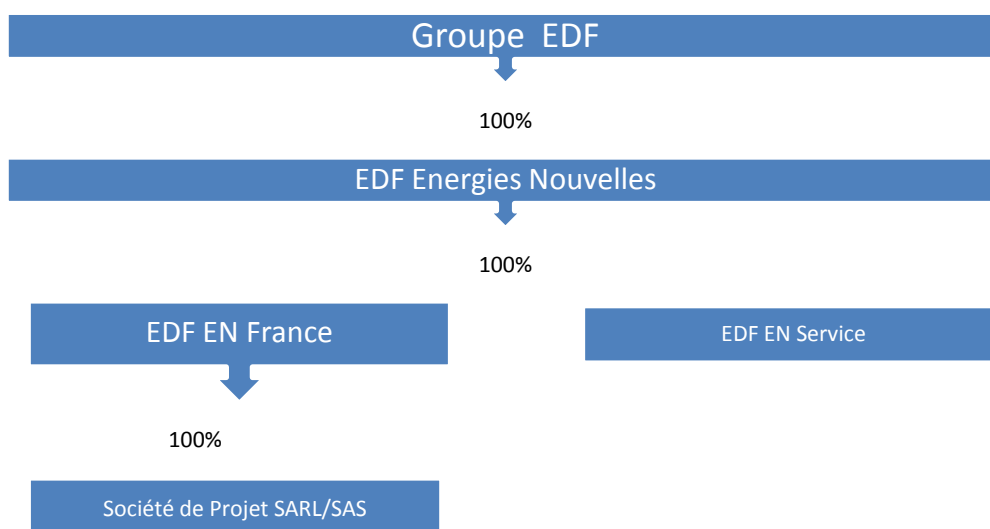 Groupe EDF
100%
EDF Energies Nouvelles
100%
EDF EN France
EDF EN Service
100%
Société de Projet SARL/SAS